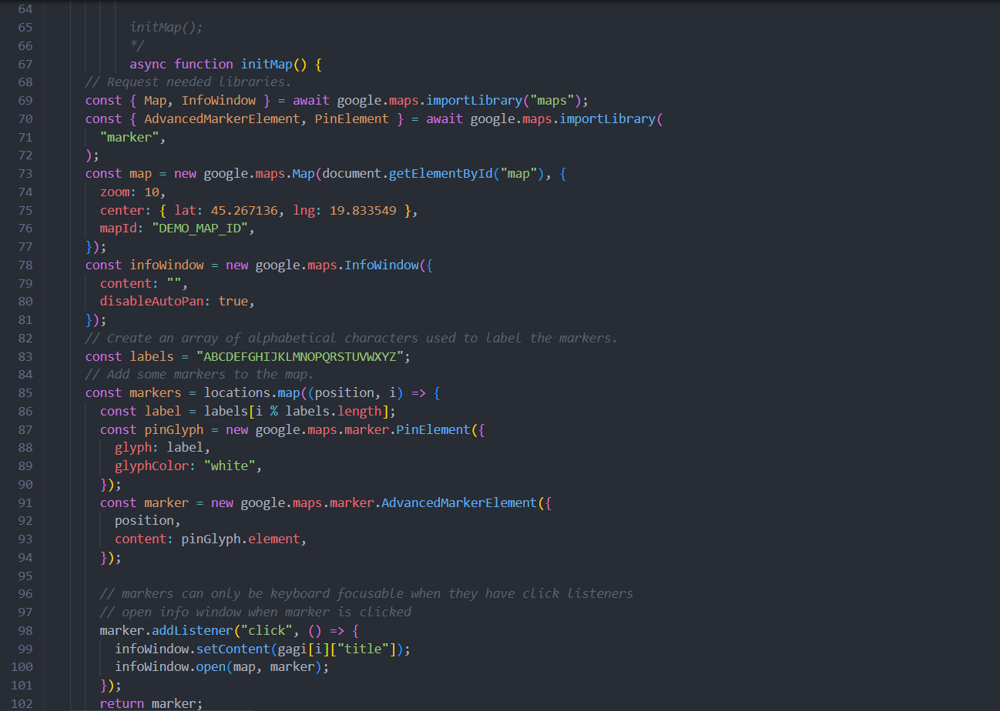 64
65 initMap();
66 */
67 async function initMap() {
68 // Request needed libraries.
69 const { Map, InfoWindow } = await google.maps.importLibrary("maps");
70 const { AdvancedMarkerElement, PinElement } = await google.maps.importLibrary(
71 "marker",
72 );
73 const map = new google.maps.Map(document.getElementById("map"), {
74 zoom: 10,
75 center: { lat: 45.267136, lng: 19.833549 },
76 mapId: "DEMO_MAP_ID",
77 });
78 const infoWindow = new google.maps.InfoWindow({
79 content: "",
80 disableAutoPan: true,
81 });
82 // Create an array of alphabetical characters used to label the markers.
83 const labels = "ABCDEFGHIJKLMNOPQRSTUVWXYZ";
84 // Add some markers to the map.
85 const markers = locations.map((position, i) => {
86 const label = labels[i % labels.length];
87 const pinGlyph = new google.maps.marker.PinElement({
88 glyph: label,
89 glyphColor: "white",
90 });
91 const marker = new google.maps.marker.AdvancedMarkerElement({
92 position,
93 content: pinGlyph.element,
94 });
95
96 // markers can only be keyboard focusable when they have click listeners
97 // open info window when marker is clicked
98 marker.addListener("click", () => {
99 infoWindow.setContent(gagi[i]["title"]);
100 infoWindow.open(map, marker);
101 });
102 return marker;